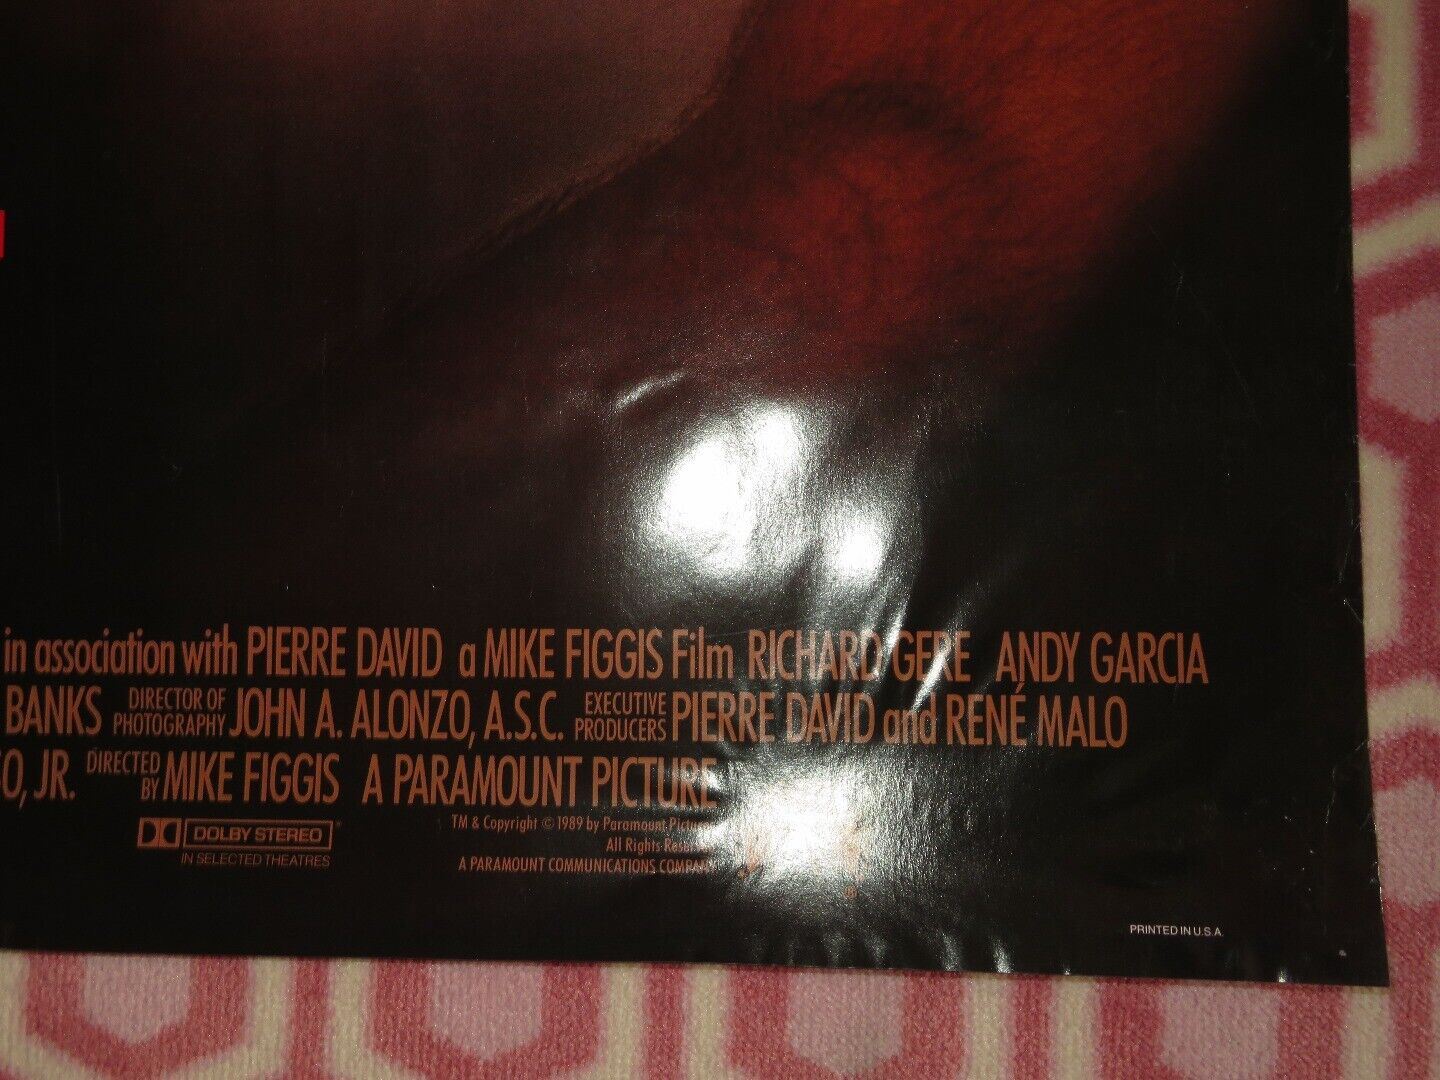 in association with PIERRE DAVID a MIKE FIGGIS Film RICHARD GERE ANDY GARCIA
BANKS DIRECTOR OF PHOTOGRAPHY JOHN A. ALONZO, A.S.C. EXECUTIVE PRODUCERS PIERRE DAVID and RENÉ MALO
JR. DIRECTED BY MIKE FIGGIS A PARAMOUNT PICTURE
DOLBY STEREO
IN SELECTED THEATRES
TM & Copyright © 1989 by Paramount
All Rights
A PARAMOUNT COMMUNICATIONS
PRINTED IN U.S.A.